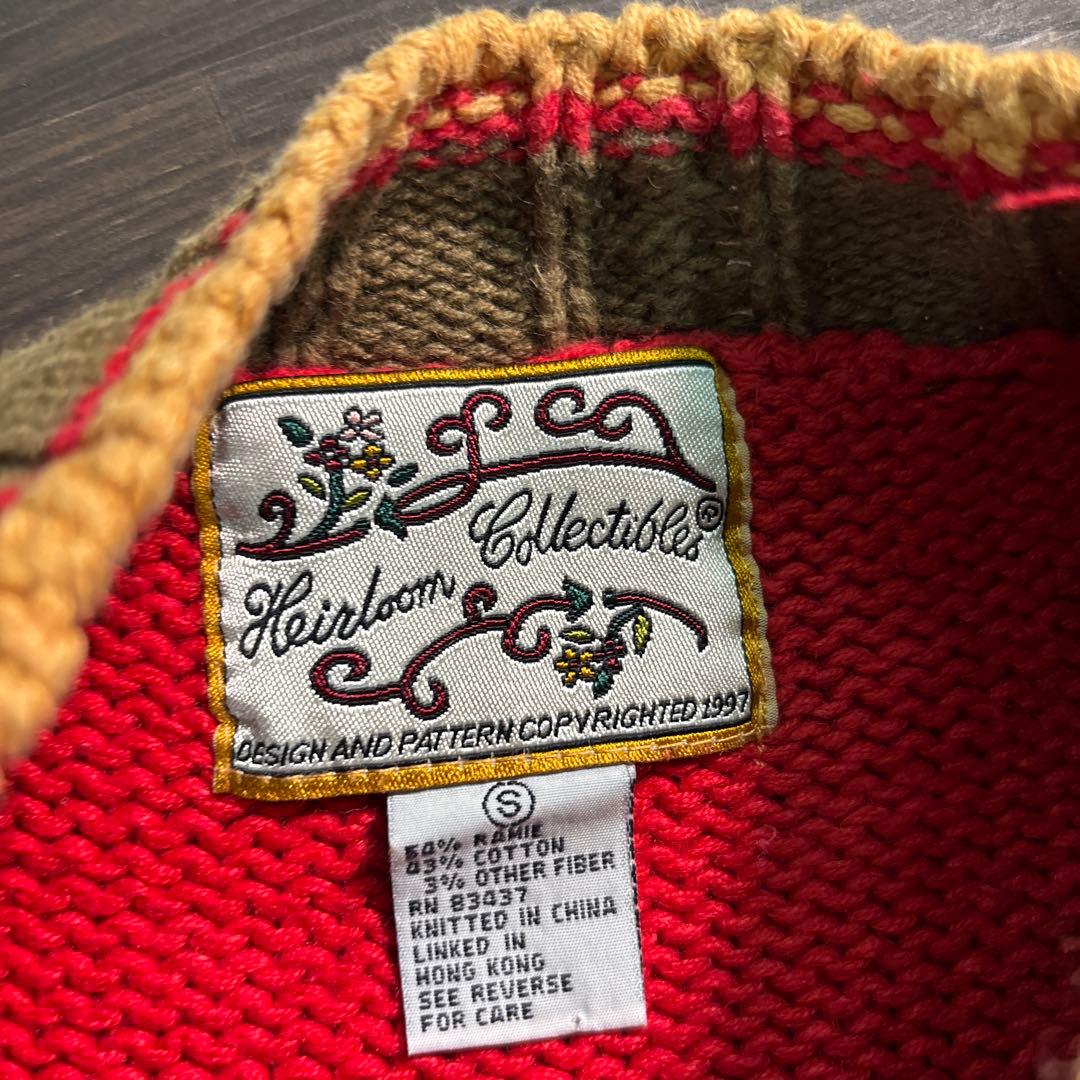 Heirloom Collectibles®
DESIGN AND PATTERN COPYRIGHTED 1997
S
54% RAMIE
43% COTTON
3% OTHER FIBER
RN 83437
KNITTED IN CHINA
LINKED IN
HONG KONG
SEE REVERSE
FOR CARE